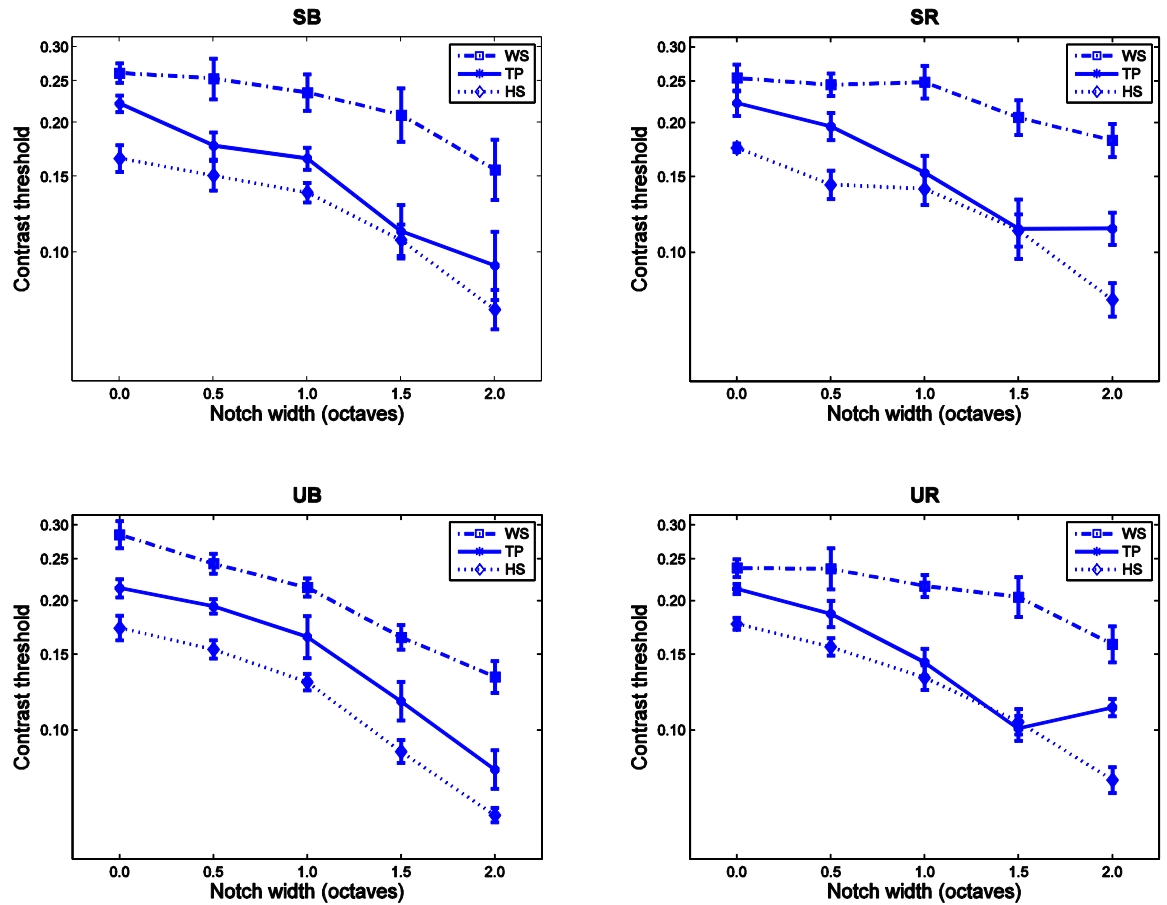 SB
0.30
0.25
0.20
0.15
0.10
Contrast threshold
WS
TP
HS
0.0 0.5 1.0 1.5 2.0
Notch width (octaves)
SR
0.30
0.25
0.20
0.15
0.10
Contrast threshold
WS
TP
HS
0.0 0.5 1.0 1.5 2.0
Notch width (octaves)
UB
0.30
0.25
0.20
0.15
0.10
Contrast threshold
WS
TP
HS
0.0 0.5 1.0 1.5 2.0
Notch width (octaves)
UR
0.30
0.25
0.20
0.15
0.10
Contrast threshold
WS
TP
HS
0.0 0.5 1.0 1.5 2.0
Notch width (octaves)